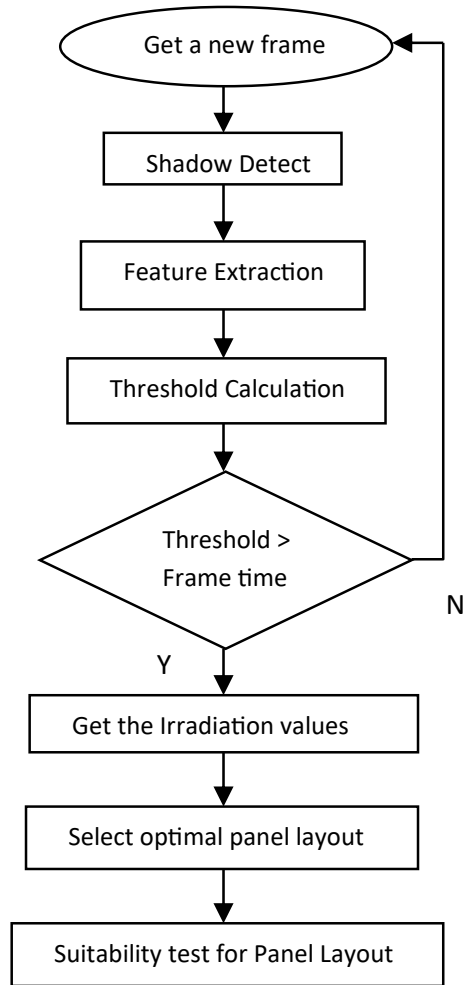 Get a new frame
Shadow Detect
Feature Extraction
Threshold Calculation
Threshold >
Frame time
N
Y
Get the Irradiation values
Select optimal panel layout
Suitability test for Panel Layout